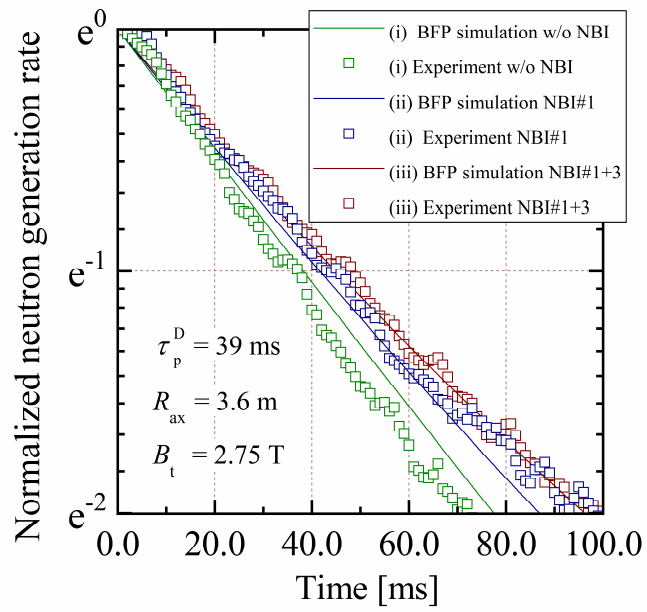 Normalized neutron generation rate
e⁰
e⁻¹
e⁻²
(i) BFP simulation w/o NBI
(i) Experiment w/o NBI
(ii) BFP simulation NBI#1
(ii) Experiment NBI#1
(iii) BFP simulation NBI#1+3
(iii) Experiment NBI#1+3
τₚᴰ = 39 ms
Rₐₓ = 3.6 m
Bₜ = 2.75 T
0.0 20.0 40.0 60.0 80.0 100.0
Time [ms]